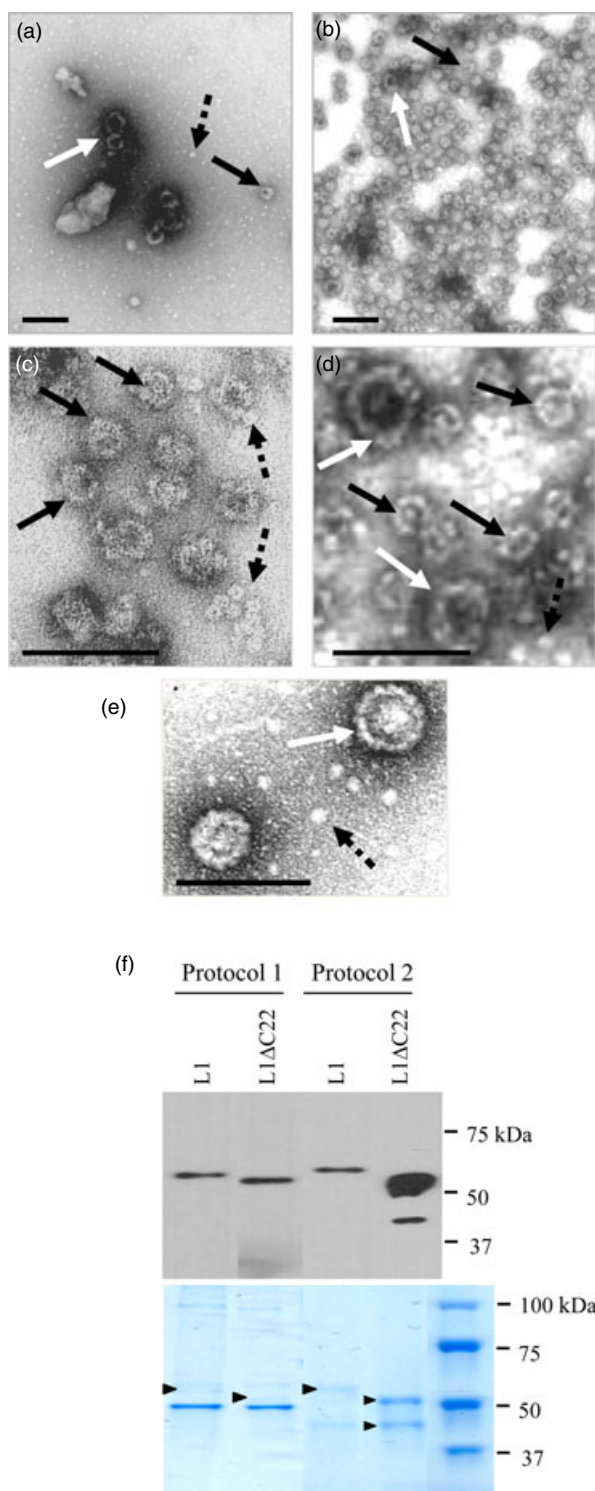 (a)
(b)
(c)
(d)
(e)
(f)
Protocol 1 Protocol 2
L1 L1ΔC22 L1 L1ΔC22
75 kDa
50
37
100 kDa
75
50
37